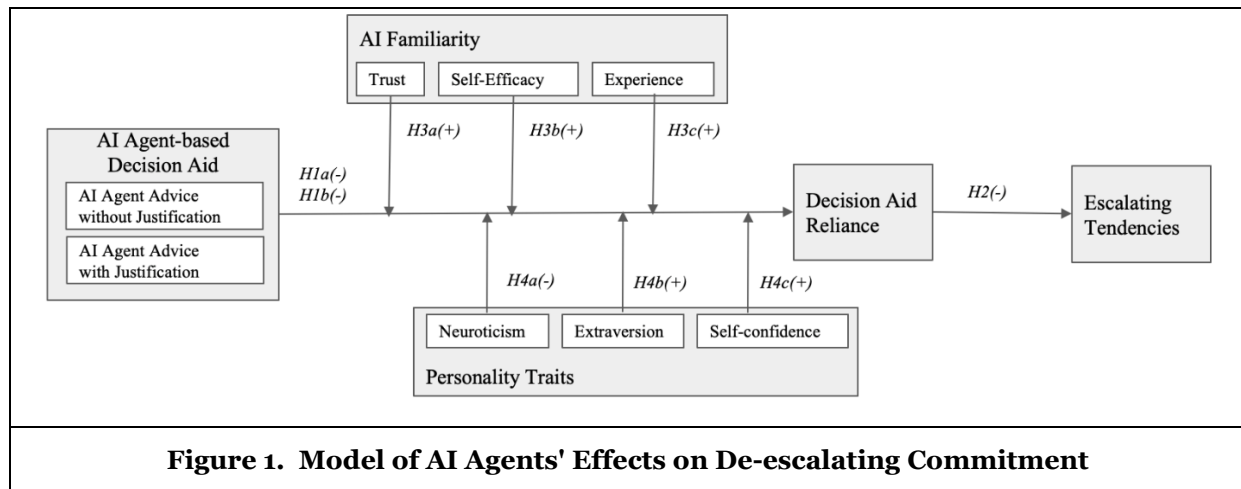 AI Familiarity
Trust
Self-Efficacy
Experience
H3a(+)
H3b(+)
H3c(+)
AI Agent-based
Decision Aid
AI Agent Advice
without Justification
AI Agent Advice
with Justification
H1a(-)
H1b(-)
Decision Aid
Reliance
H2(-)
Escalating
Tendencies
H4a(-)
H4b(+)
H4c(+)
Neuroticism
Extraversion
Self-confidence
Personality Traits
Figure 1. Model of AI Agents' Effects on De-escalating Commitment